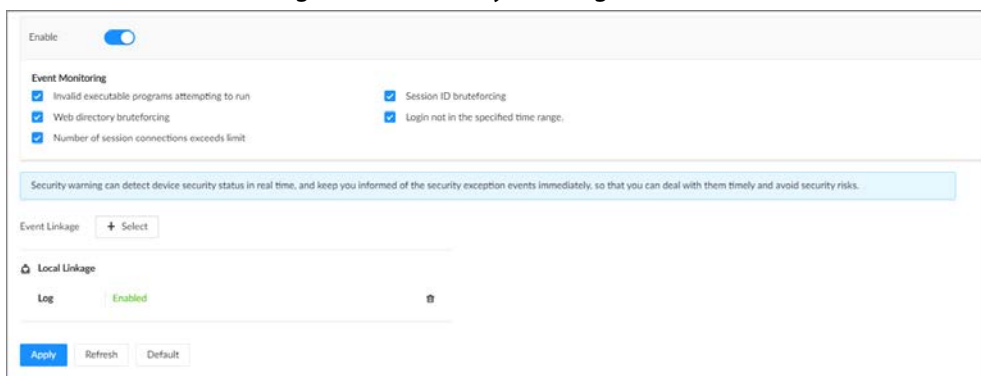 Enable
Event Monitoring
Invalid executable programs attempting to run
Session ID bruteforcing
Web directory bruteforcing
Login not in the specified time range.
Number of session connections exceeds limit
Security warning can detect device security status in real time, and keep you informed of the security exception events immediately, so that you can deal with them timely and avoid security risks.
Event Linkage + Select
Local Linkage
Log Enabled
Apply Refresh Default